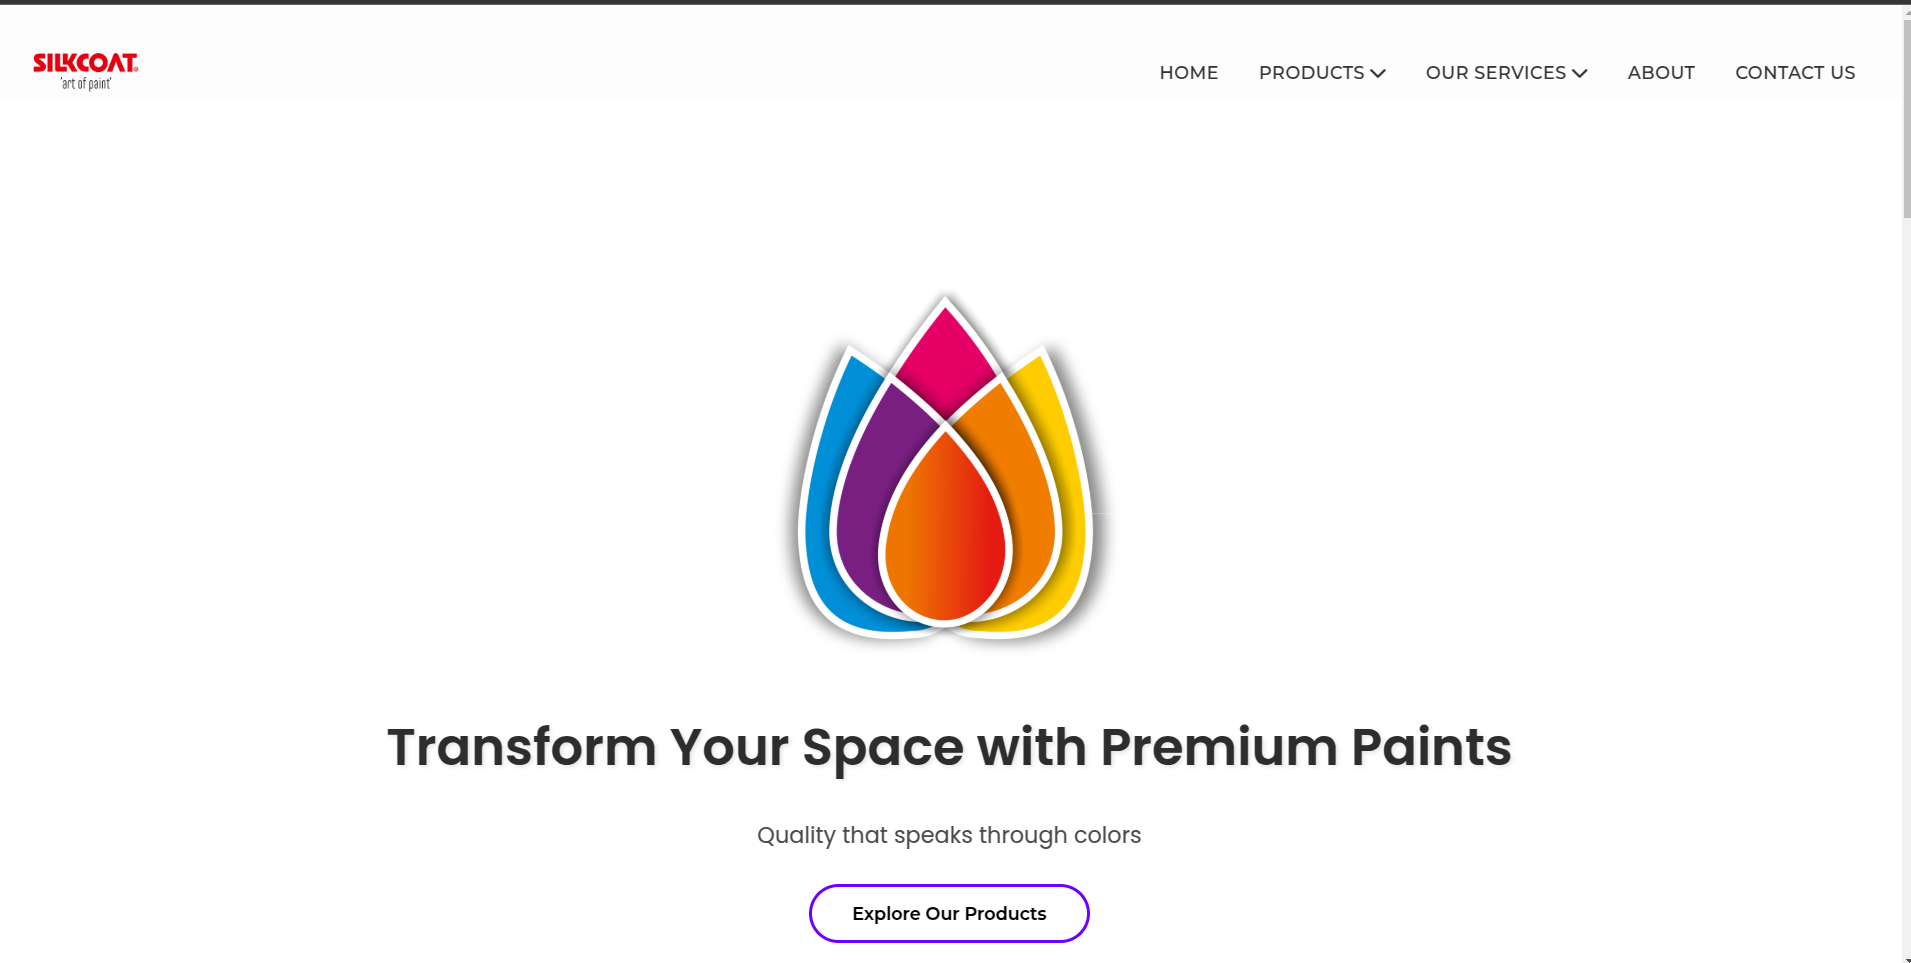 SILKCOAT®
'art of paint'
HOME PRODUCTS OUR SERVICES ABOUT CONTACT US
Transform Your Space with Premium Paints
Quality that speaks through colors
Explore Our Products